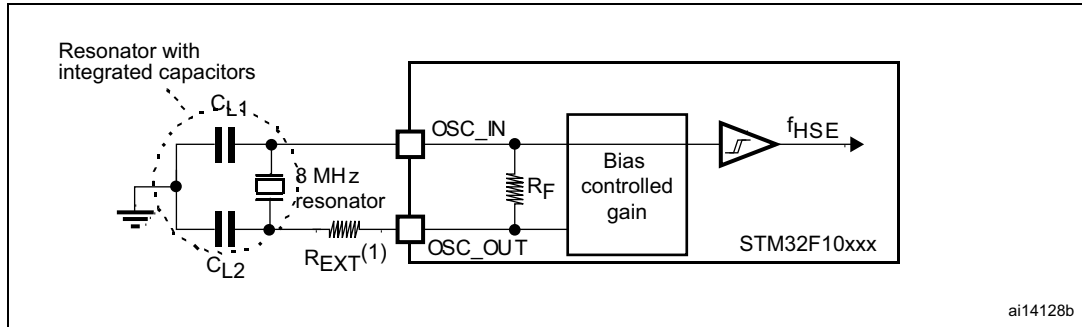 Resonator with
integrated capacitors
CL1
OSC_IN
fHSE
8 MHz
resonator
RF
Bias
controlled
gain
REXT(1)
OSC_OUT
STM32F10xxx
CL2
ai14128b